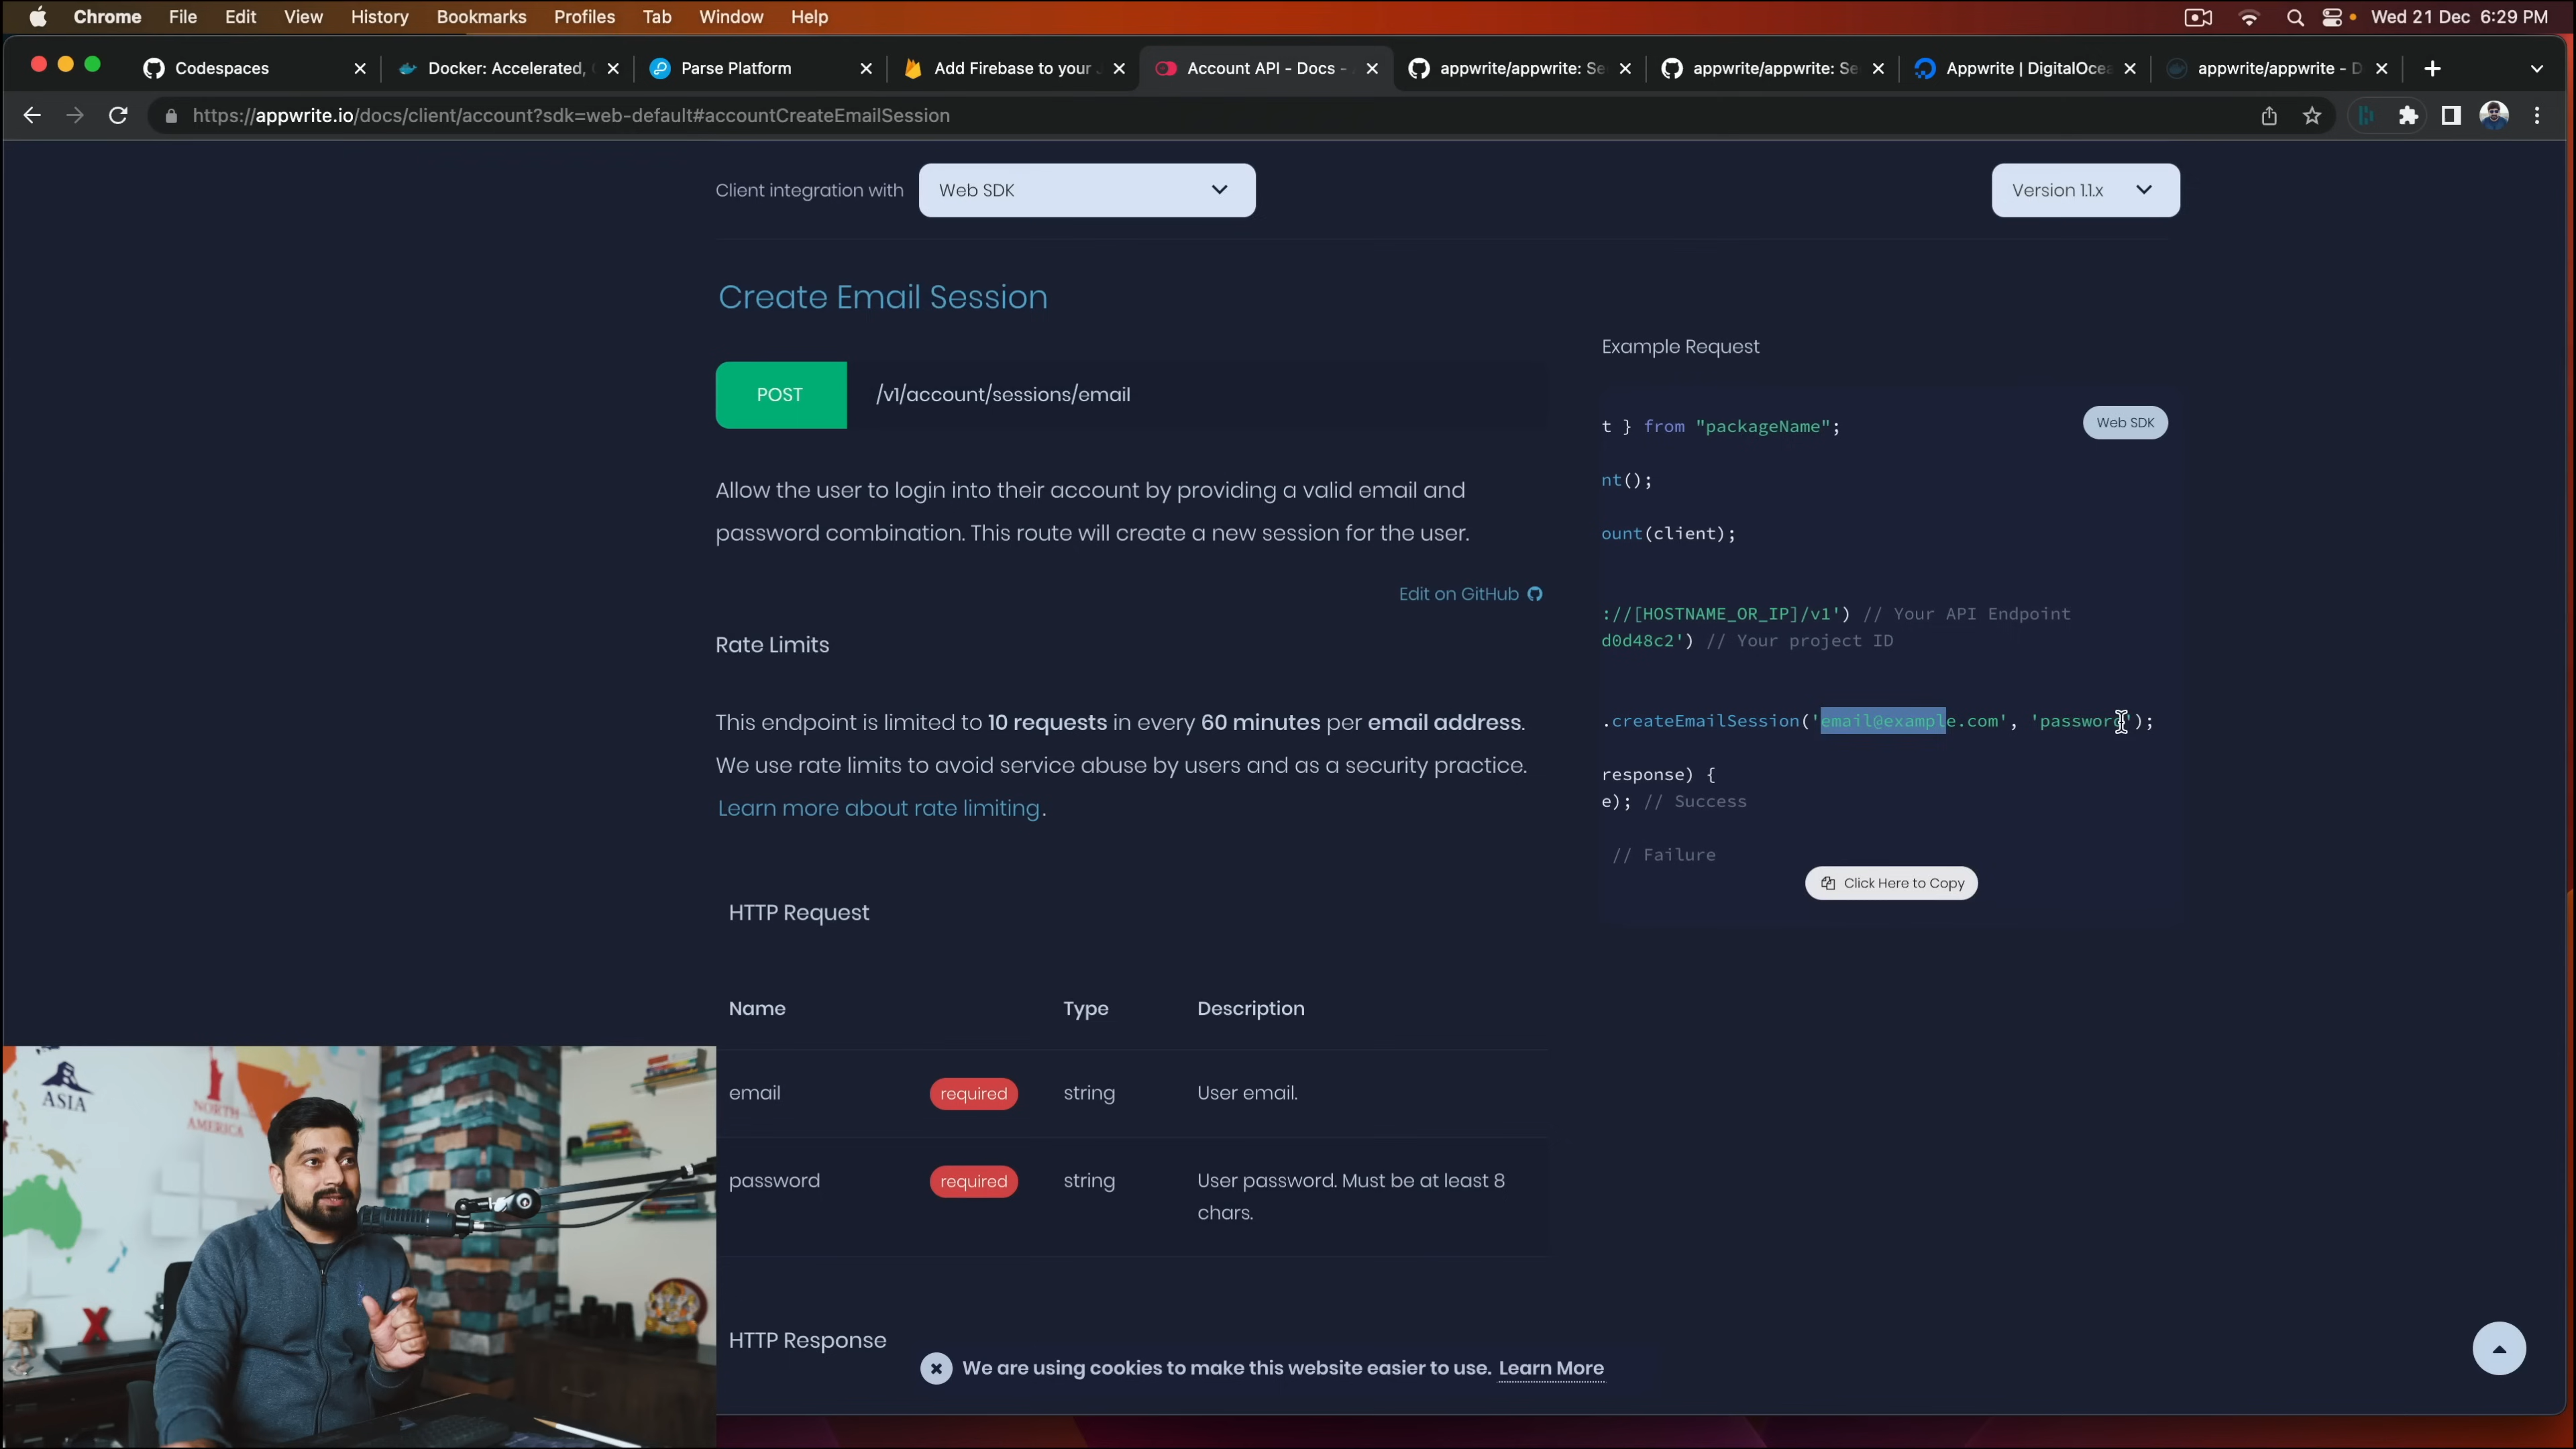 Chrome File Edit View History Bookmarks Profiles Tab Window Help Wed 21 Dec 6:29 PM
Codespaces Docker: Accelerated, Parse Platform Add Firebase to your Account API - Docs - appwrite/appwrite: Se appwrite/appwrite: Se Appwrite | DigitalOcea appwrite/appwrite - D
https://appwrite.io/docs/client/account?sdk=web-default#accountCreateEmailSession
Client integration with Web SDK Version 1.1.x
Create Email Session
POST /v1/account/sessions/email
Allow the user to login into their account by providing a valid email and
password combination. This route will create a new session for the user.
Edit on GitHub
Rate Limits
This endpoint is limited to 10 requests in every 60 minutes per email address.
We use rate limits to avoid service abuse by users and as a security practice.
Learn more about rate limiting.
HTTP Request
Name Type Description
email required string User email.
password required string User password. Must be at least 8
chars.
HTTP Response
Example Request
Web SDK
t } from "packageName";
nt();
ount(client);
://[HOSTNAME_OR_IP]/v1') // Your API Endpoint
d0d48c2') // Your project ID
.createEmailSession('email@example.com', 'password');
response) {
e); // Success
// Failure
Click Here to Copy
We are using cookies to make this website easier to use. Learn More
ASIA
NORTH
AMERICA